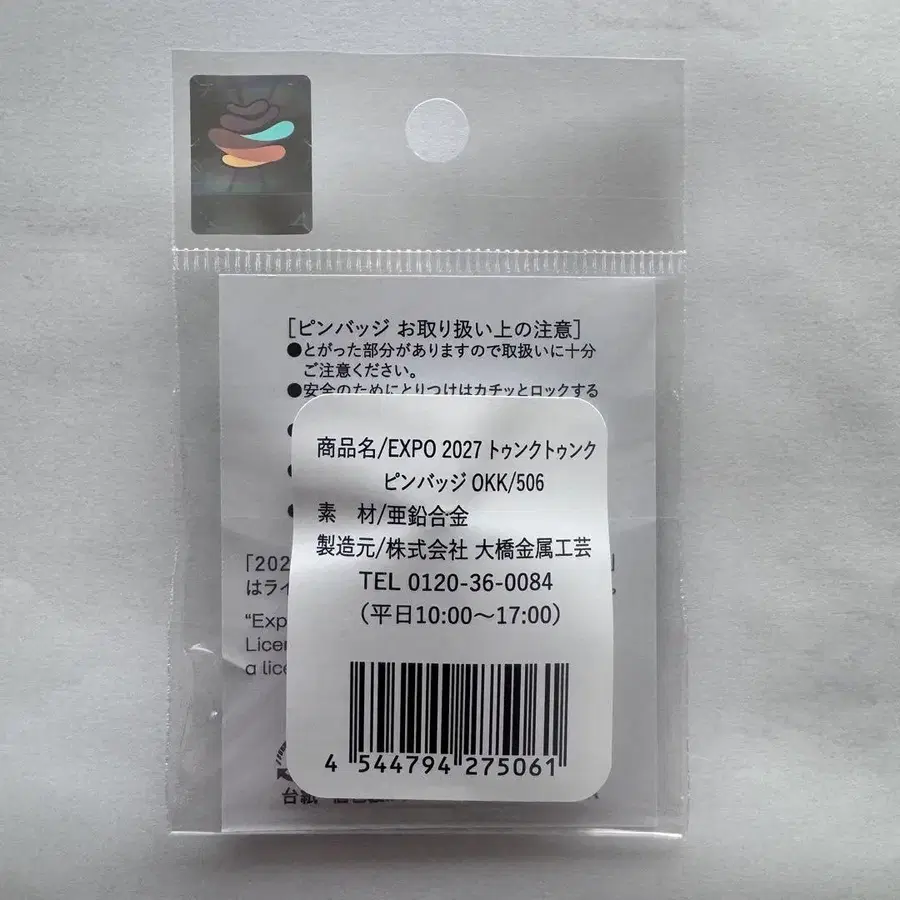 [ピンバッジ お取り扱い上の注意]
●とがった部分がありますので取扱いに十分
ご注意ください。
●安全のためにとりつけはカチッとロックする
商品名/EXPO 2027 トゥンクトゥンク
ピンバッジ OKK/506
素 材/亜鉛合金
製造元/株式会社 大橋金属工芸
TEL 0120-36-0084
(平日10:00~17:00)
「202
はライ
“Exp
Licen
a lice
4 544794 275061
台紙